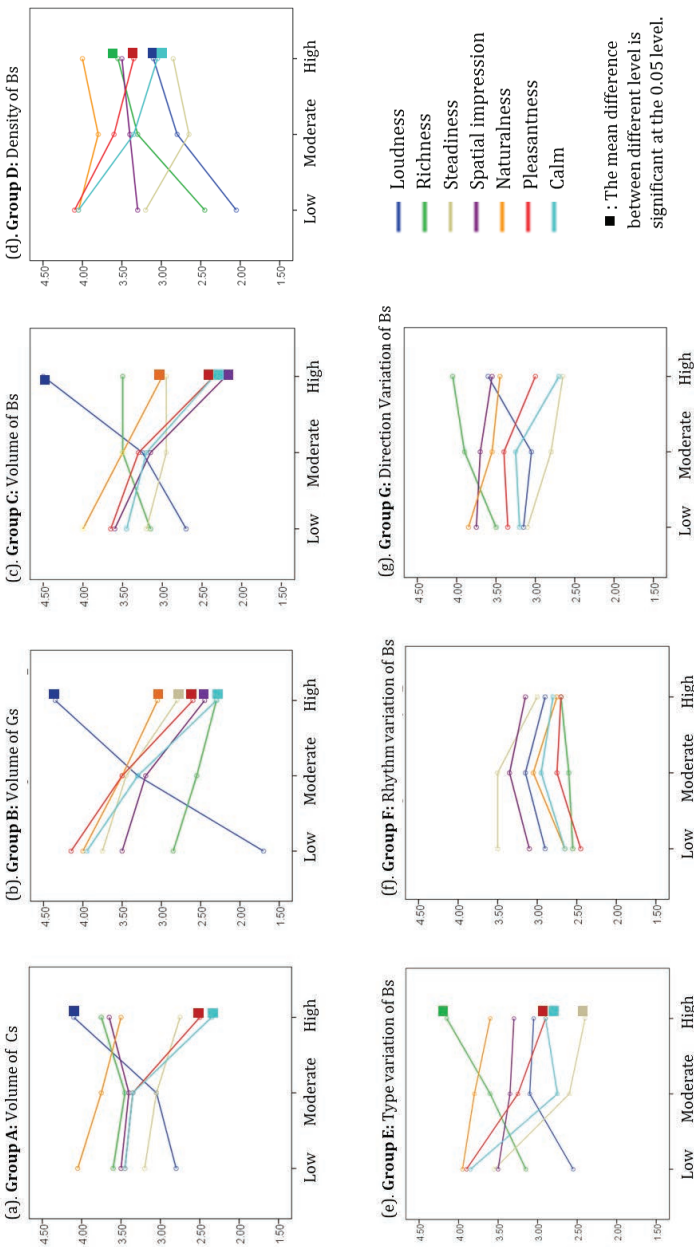 (a). Group A: Volume of Cs
4.50
4.00
3.50
3.00
2.50
2.00
1.50
Low Moderate High
(b). Group B: Volume of Gs
4.50
4.00
3.50
3.00
2.50
2.00
1.50
Low Moderate High
(c). Group C: Volume of Bs
4.50
4.00
3.50
3.00
2.50
2.00
1.50
Low Moderate High
(d). Group D: Density of Bs
4.50
4.00
3.50
3.00
2.50
2.00
1.50
Low Moderate High
(e). Group E: Type variation of Bs
4.50
4.00
3.50
3.00
2.50
2.00
1.50
Low Moderate High
(f). Group F: Rhythm variation of Bs
4.50
4.00
3.50
3.00
2.50
2.00
1.50
Low Moderate High
(g). Group G: Direction Variation of Bs
4.50
4.00
3.50
3.00
2.50
2.00
1.50
Low Moderate High
Loudness
Richness
Steadiness
Spatial impression
Naturalness
Pleasantness
Calm
■ : The mean difference
between different level is
significant at the 0.05 level.